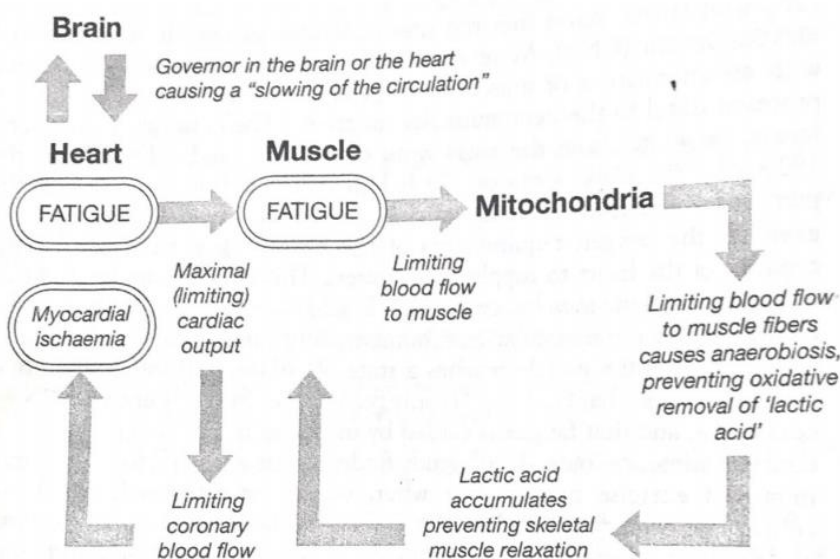 Brain
Governor in the brain or the heart
causing a “slowing of the circulation”
Heart
Muscle
FATIGUE
FATIGUE
Mitochondria
Myocardial
ischaemia
Maximal
(limiting)
cardiac
output
Limiting
blood flow
to muscle
Limiting blood flow
to muscle fibers
causes anaerobiosis,
preventing oxidative
removal of ‘lactic
acid’
Limiting
coronary
blood flow
Lactic acid
accumulates
preventing skeletal
muscle relaxation